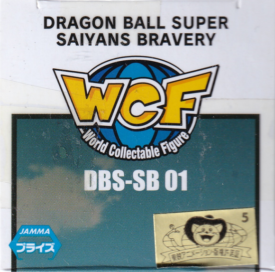 DRAGON BALL SUPER
SAIYANS BRAVERY
WCF
World Collectable Figure
DBS-SB 01
JAMMA
プライズ
5